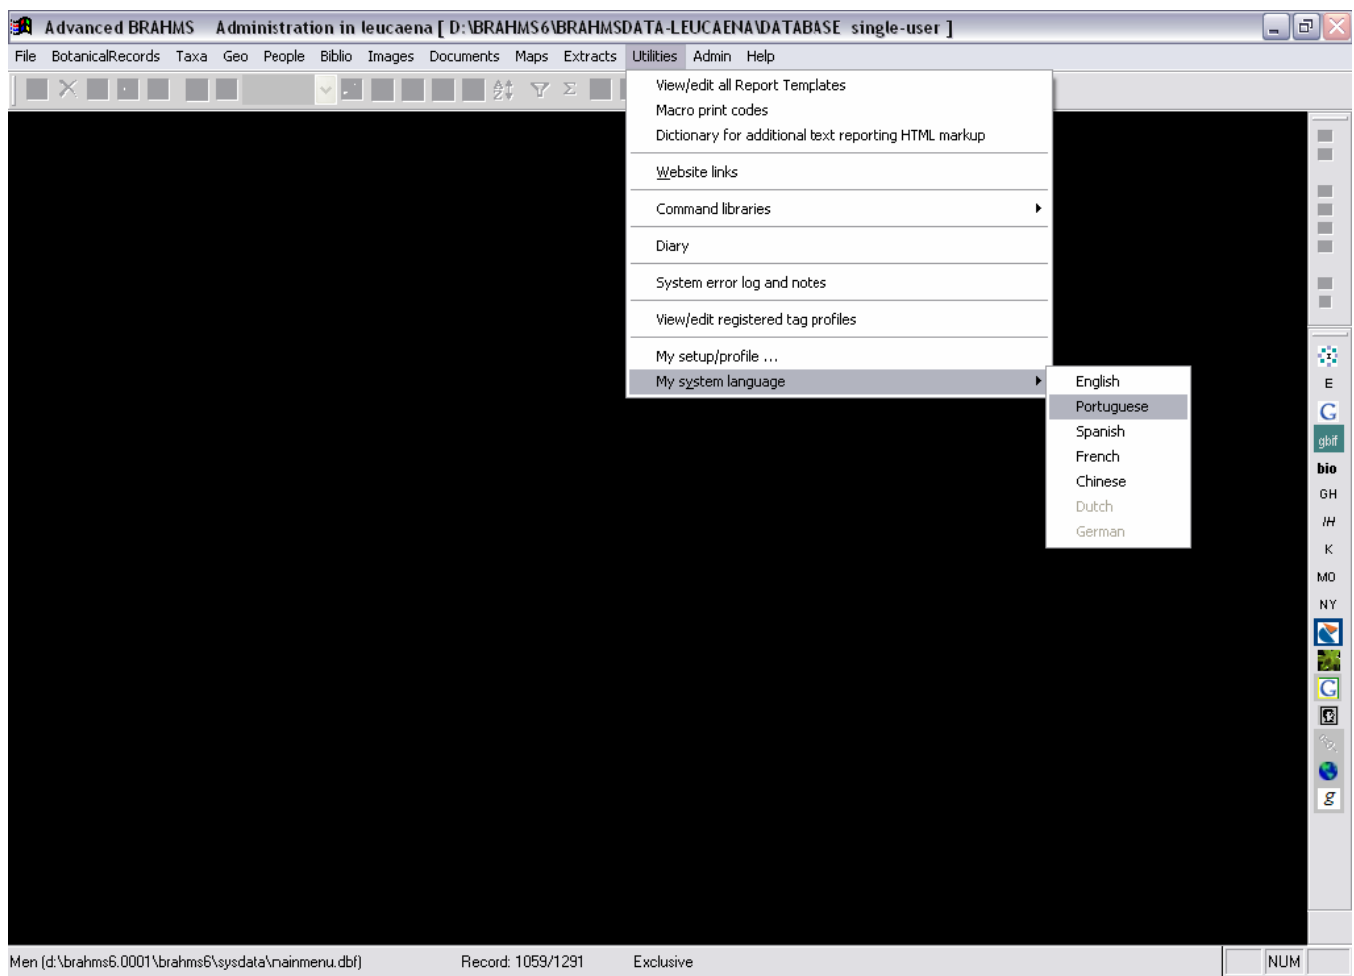 Advanced BRAHMS Administration in leucaena [ D:\BRAHMS6\BRAHMSDATA-LEUCAENA\DATABASE single-user ]
File BotanicalRecords Taxa Geo People Biblio Images Documents Maps Extracts Utilities Admin Help
View/edit all Report Templates
Macro print codes
Dictionary for additional text reporting HTML markup
Website links
Command libraries
Diary
System error log and notes
View/edit registered tag profiles
My setup/profile ...
My system language
English
Portuguese
Spanish
French
Chinese
Dutch
German
E
G
gbif
bio
GH
IH
K
MO
NY
G
g
Men (d:\brahms6.0001\brahms6\sysdata\mainmenu.dbf) Record: 1059/1291 Exclusive NUM